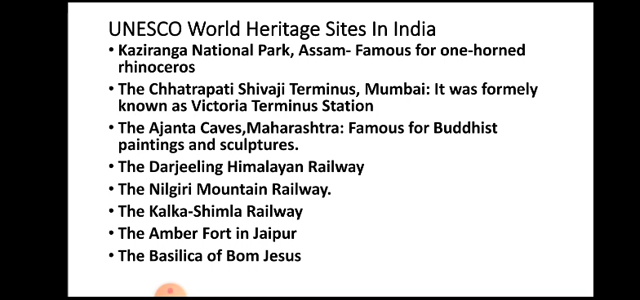 UNESCO World Heritage Sites In India
• Kaziranga National Park, Assam- Famous for one-horned
rhinoceros
• The Chhatrapati Shivaji Terminus, Mumbai: It was formely
known as Victoria Terminus Station
• The Ajanta Caves,Maharashtra: Famous for Buddhist
paintings and sculptures.
• The Darjeeling Himalayan Railway
• The Nilgiri Mountain Railway.
• The Kalka-Shimla Railway
• The Amber Fort in Jaipur
• The Basilica of Bom Jesus